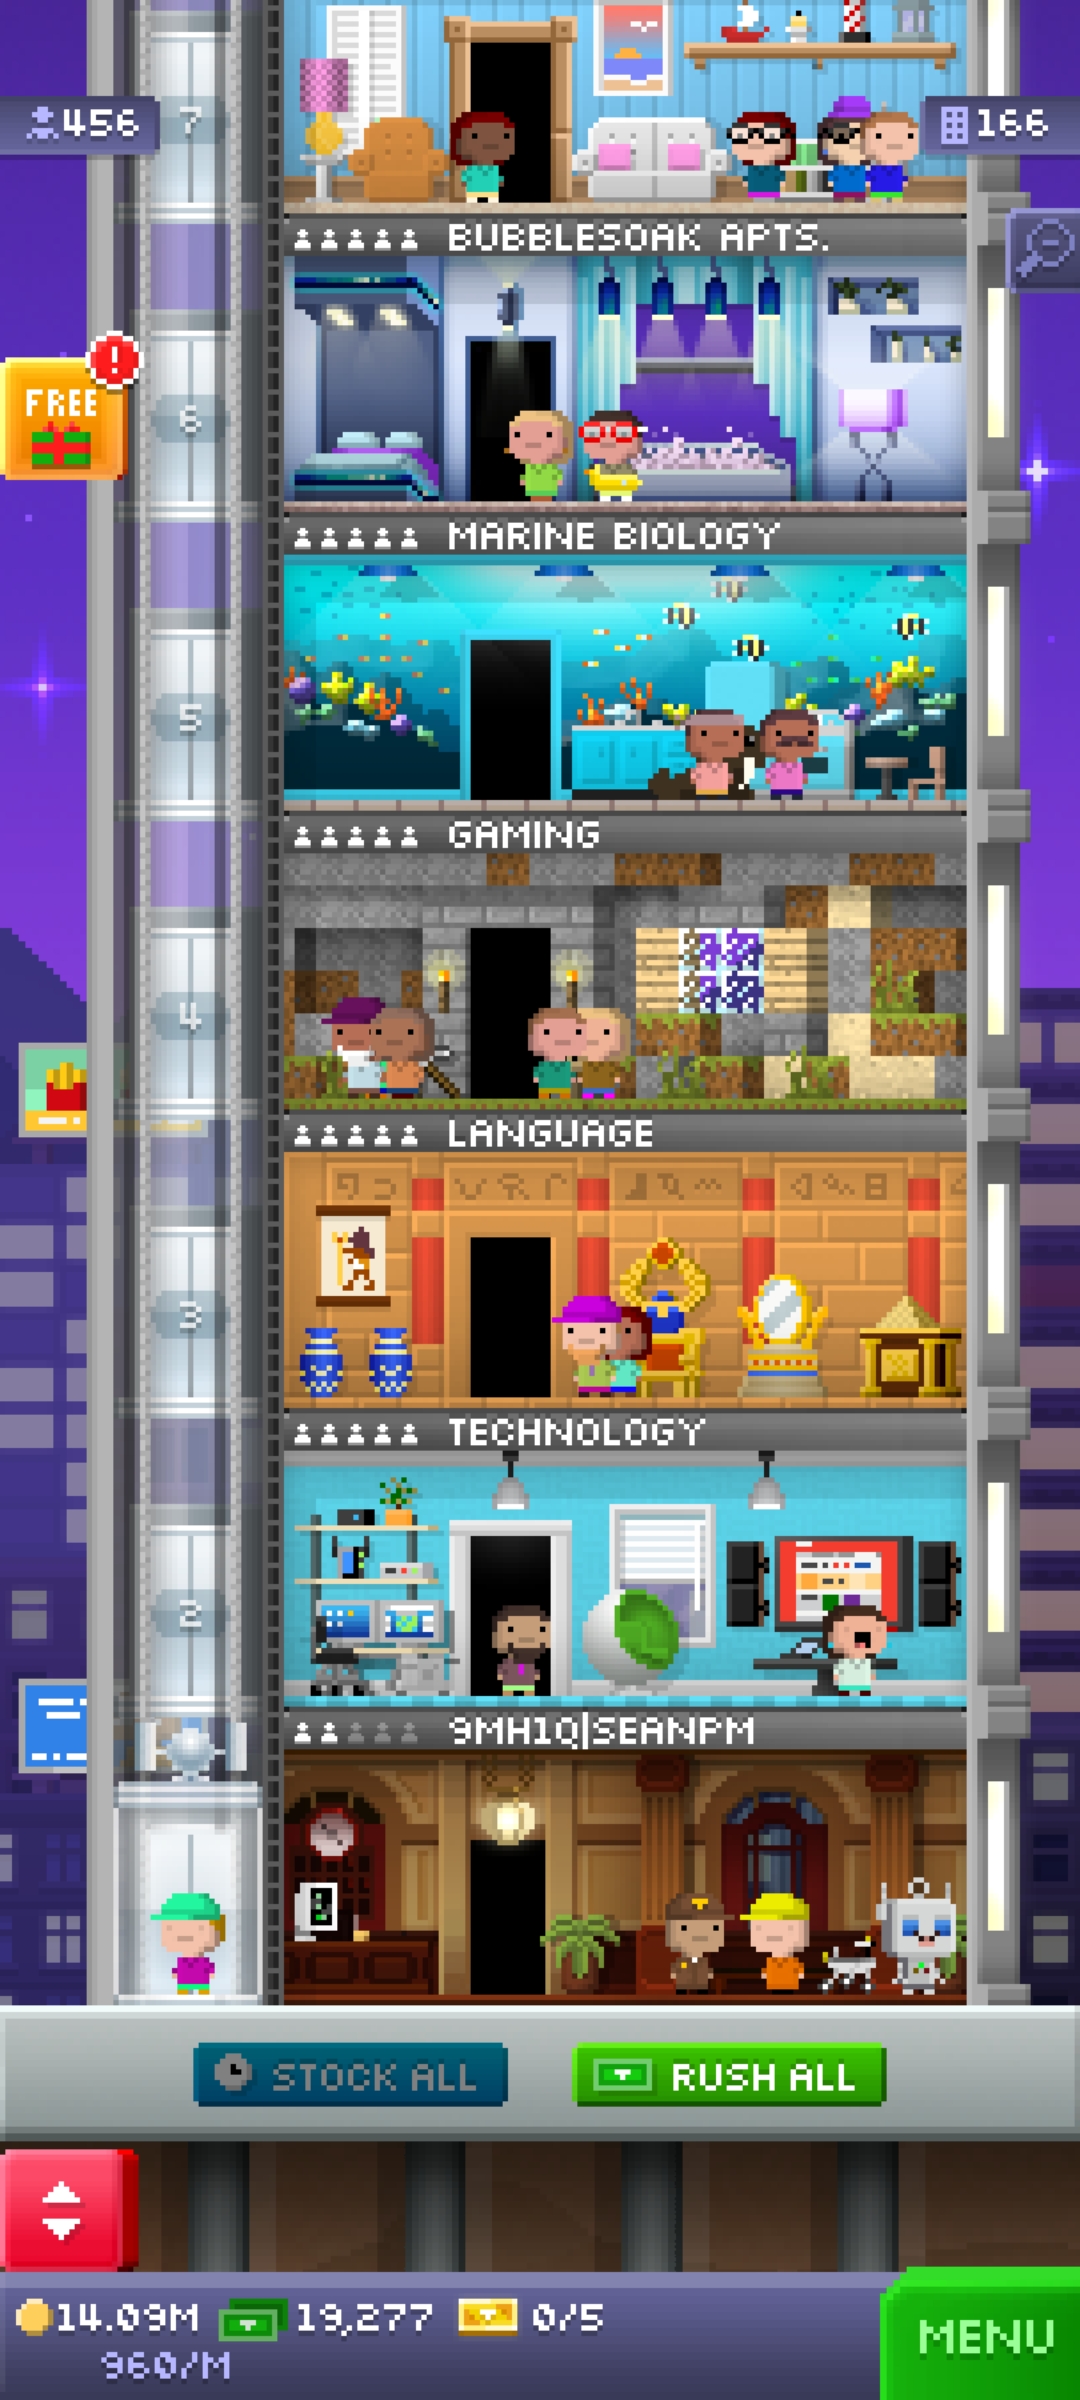 7
456
166
BUBBLESOAK APTS.
6
FREE
MARINE BIOLOGY
5
GAMING
4
LANGUAGE
3
TECHNOLOGY
2
9MH1Q|SEANPM
STOCK ALL
RUSH ALL
14.09M
19,277
0/5
960/M
MENU